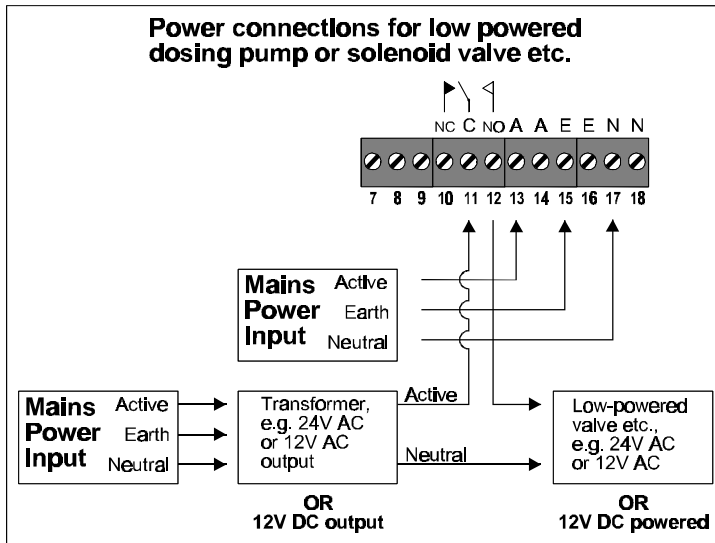 Power connections for low powered
dosing pump or solenoid valve etc.
NC C NO A A E E N N
7 8 9 10 11 12 13 14 15 16 17 18
Mains Power Input
Active
Earth
Neutral
Mains Power Input
Active
Earth
Neutral
Transformer,
e.g. 24V AC
or 12V AC
output
Active
Neutral
Low-powered
valve etc.,
e.g. 24V AC
or 12V AC
OR
12V DC output
OR
12V DC powered